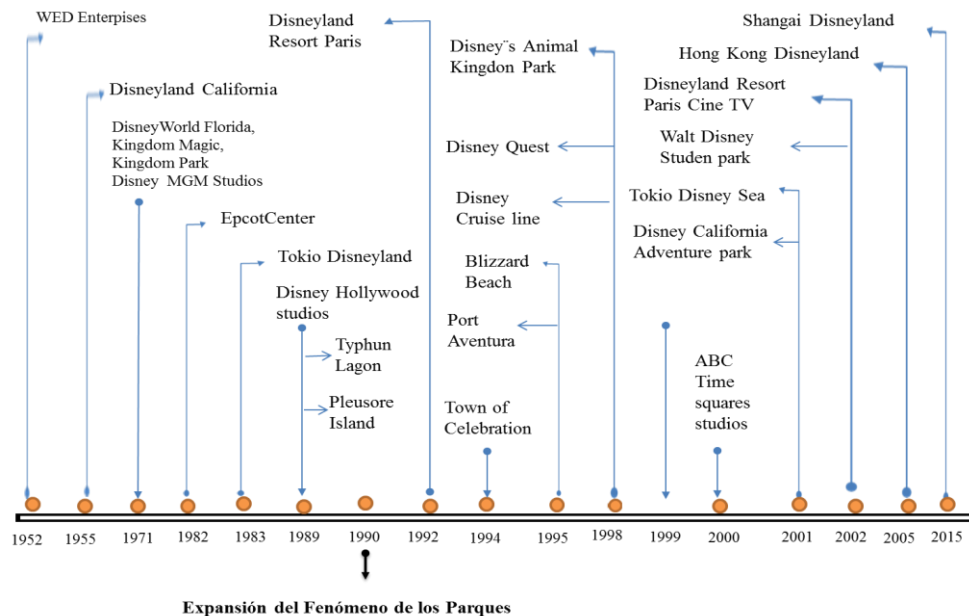 WED Enterpises
Disneyland California
DisneyWorld Florida,
Kingdom Magic,
Kingdom Park
Disney MGM Studios
EpcotCenter
Tokio Disneyland
Disney Hollywood
studios
Typhun
Lagon
Pleusore
Island
Disneyland
Resort Paris
Town of
Celebration
Blizzard
Beach
Port
Aventura
Disney¨s Animal
Kingdon Park
Disney Quest
Disney
Cruise line
ABC
Time
squares
studios
Tokio Disney Sea
Disney California
Adventure park
Disneyland Resort
Paris Cine TV
Walt Disney
Studen park
Hong Kong Disneyland
Shangai Disneyland
1952 1955 1971 1982 1983 1989 1990 1992 1994 1995 1998 1999 2000 2001 2002 2005 2015
Expansión del Fenómeno de los Parques